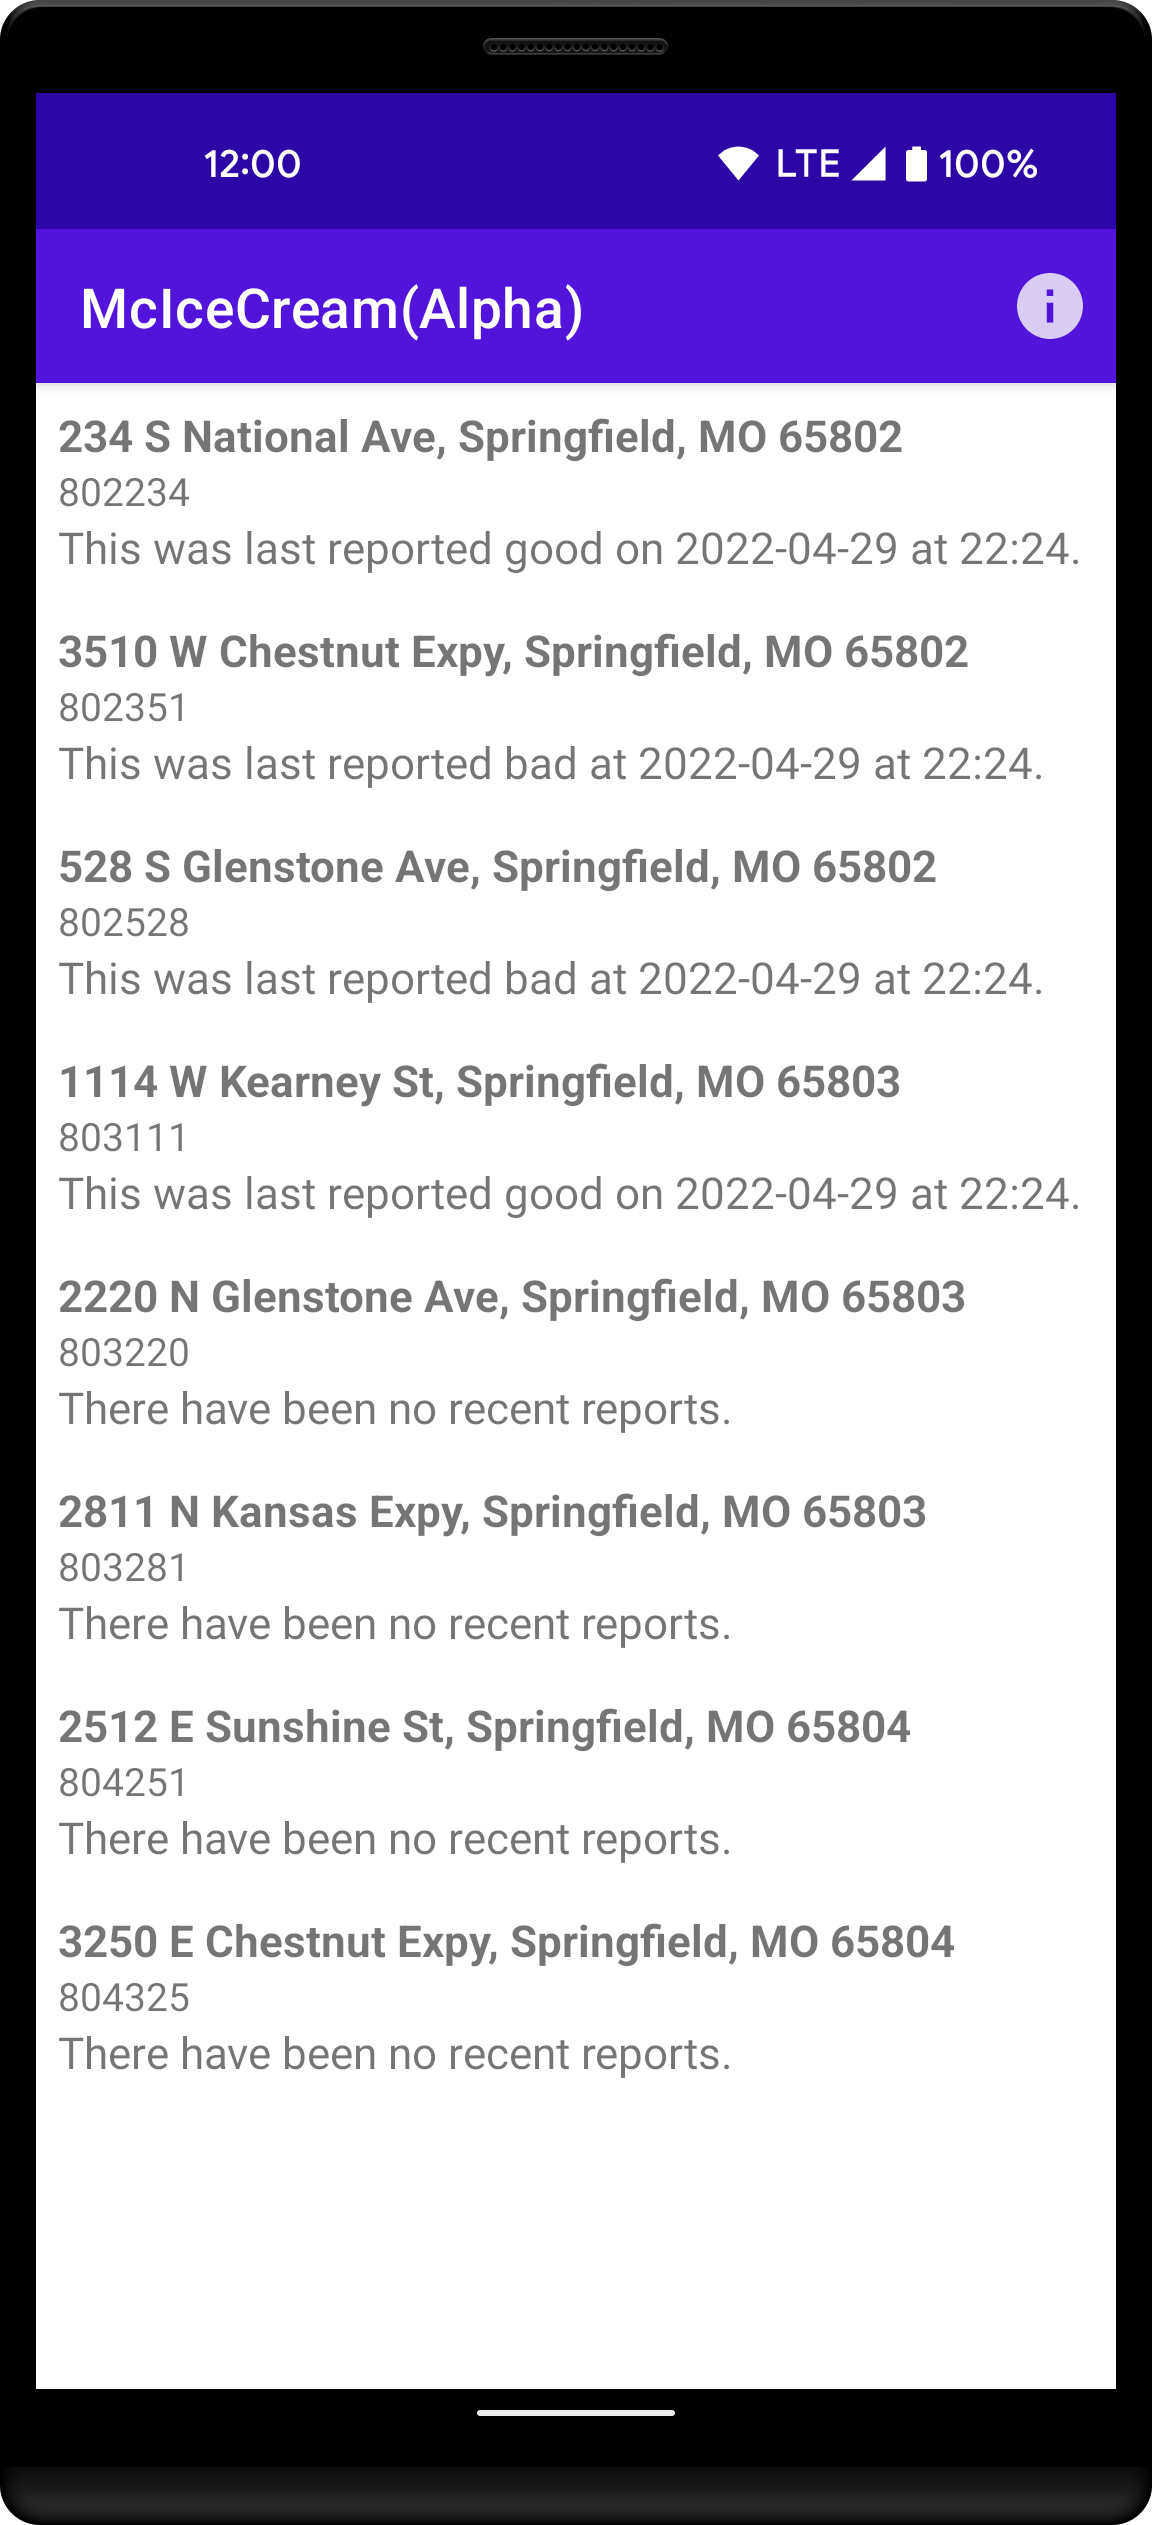 12:00 LTE 100%
McIceCream(Alpha)
234 S National Ave, Springfield, MO 65802
802234
This was last reported good on 2022-04-29 at 22:24.
3510 W Chestnut Expy, Springfield, MO 65802
802351
This was last reported bad at 2022-04-29 at 22:24.
528 S Glenstone Ave, Springfield, MO 65802
802528
This was last reported bad at 2022-04-29 at 22:24.
1114 W Kearney St, Springfield, MO 65803
803111
This was last reported good on 2022-04-29 at 22:24.
2220 N Glenstone Ave, Springfield, MO 65803
803220
There have been no recent reports.
2811 N Kansas Expy, Springfield, MO 65803
803281
There have been no recent reports.
2512 E Sunshine St, Springfield, MO 65804
804251
There have been no recent reports.
3250 E Chestnut Expy, Springfield, MO 65804
804325
There have been no recent reports.